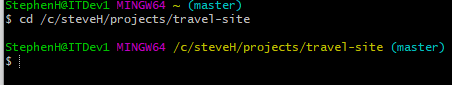 StephenH@ITDev1 MINGW64 ~ (master)
$ cd /c/steveH/projects/travel-site
StephenH@ITDev1 MINGW64 /c/steveH/projects/travel-site (master)
$